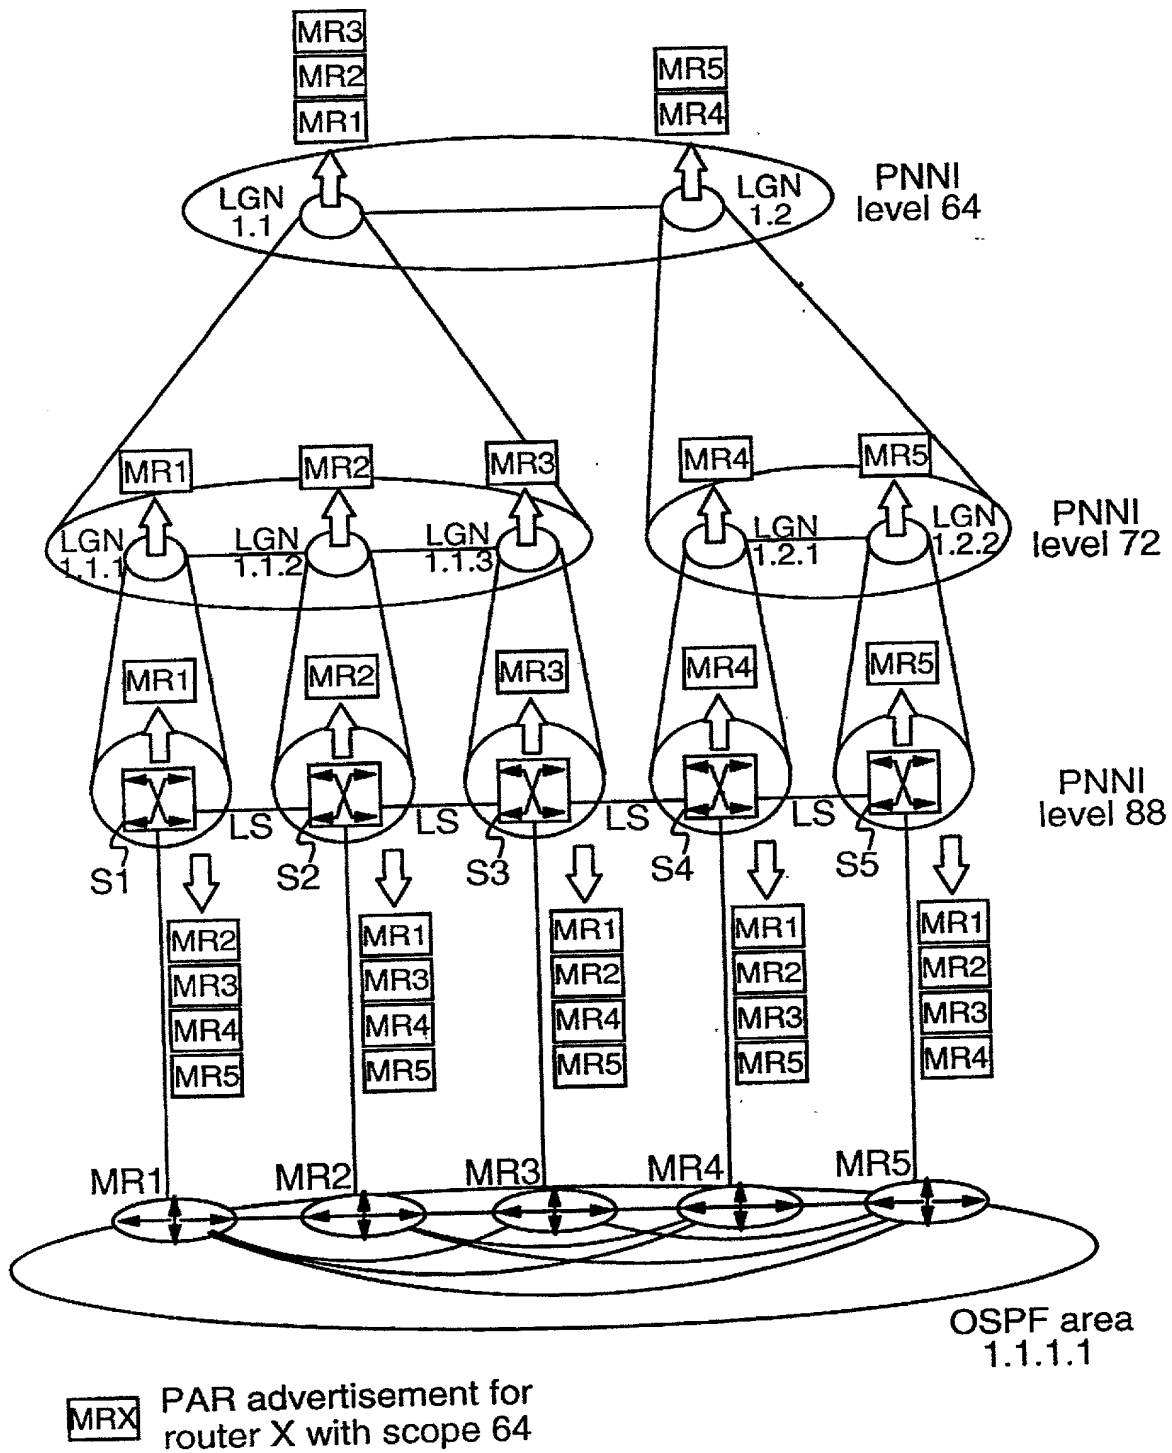 MR3
MR2
MR1
MR5
MR4
LGN
1.1
LGN
1.2
PNNI
level 64
MR1
MR2
MR3
MR4
MR5
LGN
1.1.1
LGN
1.1.2
LGN
1.1.3
LGN
1.2.1
LGN
1.2.2
PNNI
level 72
MR1
MR2
MR3
MR4
MR5
PNNI
level 88
LS
LS
LS
LS
S1
S2
S3
S4
S5
MR2
MR3
MR4
MR5
MR1
MR3
MR4
MR5
MR1
MR2
MR4
MR5
MR1
MR2
MR3
MR5
MR1
MR2
MR3
MR4
MR1
MR2
MR3
MR4
MR5
OSPF area
1.1.1.1
MRX
PAR advertisement for
router X with scope 64